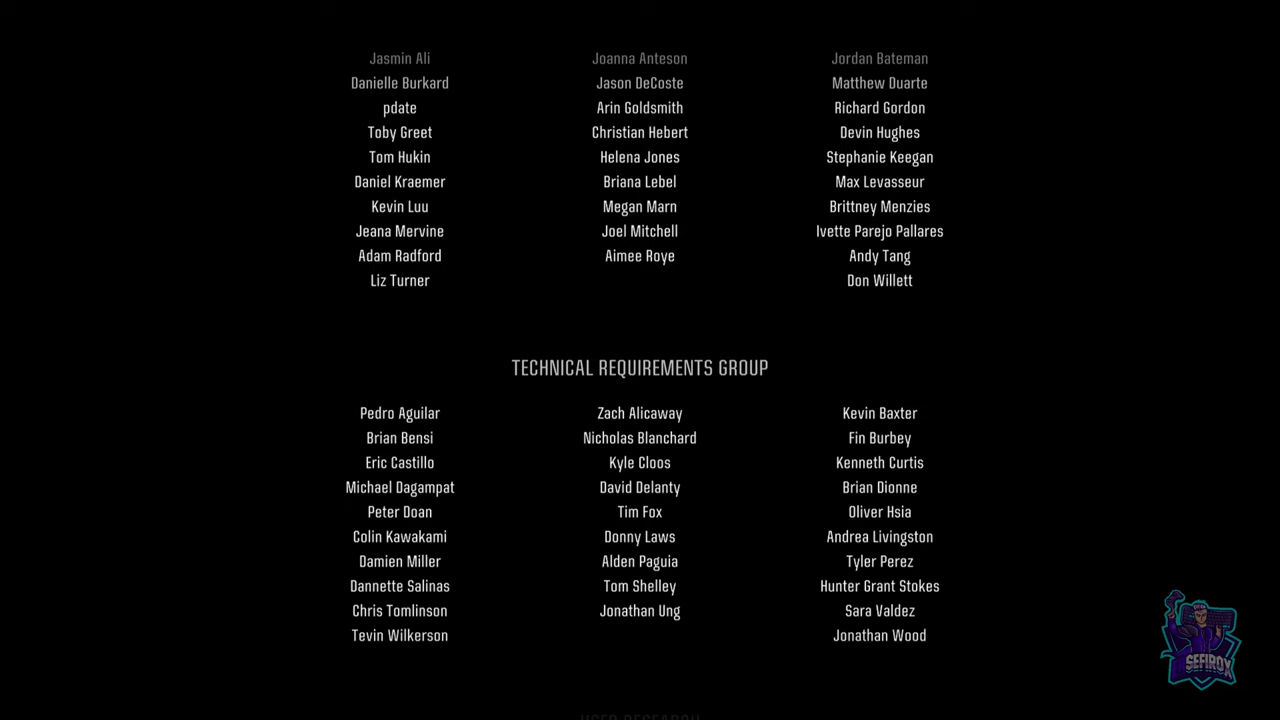 Jasmin Ali Joanna Anteson Jordan Bateman
Danielle Burkard Jason DeCoste Matthew Duarte
pdate Arin Goldsmith Richard Gordon
Toby Greet Christian Hebert Devin Hughes
Tom Hukin Helena Jones Stephanie Keegan
Daniel Kraemer Briana Lebel Max Levasseur
Kevin Luu Megan Marn Brittney Menzies
Jeana Mervine Joel Mitchell Ivette Parejo Pallares
Adam Radford Aimee Roye Andy Tang
Liz Turner Don Willett
TECHNICAL REQUIREMENTS GROUP
Pedro Aguilar Zach Alicaway Kevin Baxter
Brian Bensi Nicholas Blanchard Fin Burbey
Eric Castillo Kyle Cloos Kenneth Curtis
Michael Dagampat David Delanty Brian Dionne
Peter Doan Tim Fox Oliver Hsia
Colin Kawakami Donny Laws Andrea Livingston
Damien Miller Alden Paguia Tyler Perez
Dannette Salinas Tom Shelley Hunter Grant Stokes
Chris Tomlinson Jonathan Ung Sara Valdez
Tevin Wilkerson Jonathan Wood
SEFIROX
USER RESEARCH